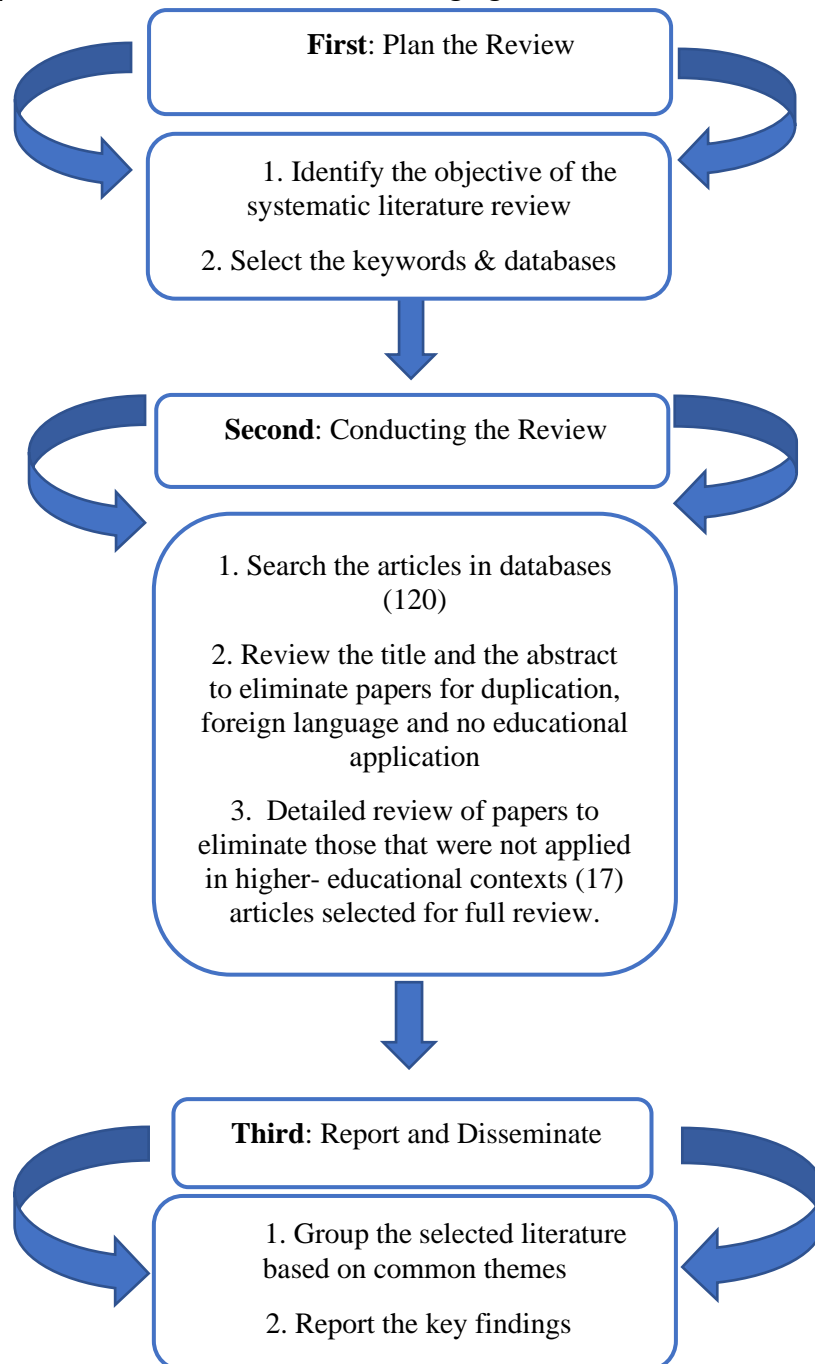 First: Plan the Review
1. Identify the objective of the
systematic literature review
2. Select the keywords & databases
Second: Conducting the Review
1. Search the articles in databases
(120)
2. Review the title and the abstract
to eliminate papers for duplication,
foreign language and no educational
application
3. Detailed review of papers to
eliminate those that were not applied
in higher- educational contexts (17)
articles selected for full review.
Third: Report and Disseminate
1. Group the selected literature
based on common themes
2. Report the key findings